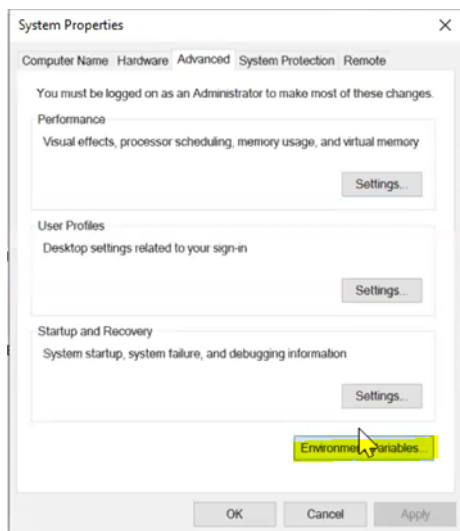 System Properties
Computer Name Hardware Advanced System Protection Remote
You must be logged on as an Administrator to make most of these changes.
Performance
Visual effects, processor scheduling, memory usage, and virtual memory
Settings...
User Profiles
Desktop settings related to your sign-in
Settings...
Startup and Recovery
System startup, system failure, and debugging information
Settings...
Environment Variables...
OK Cancel Apply